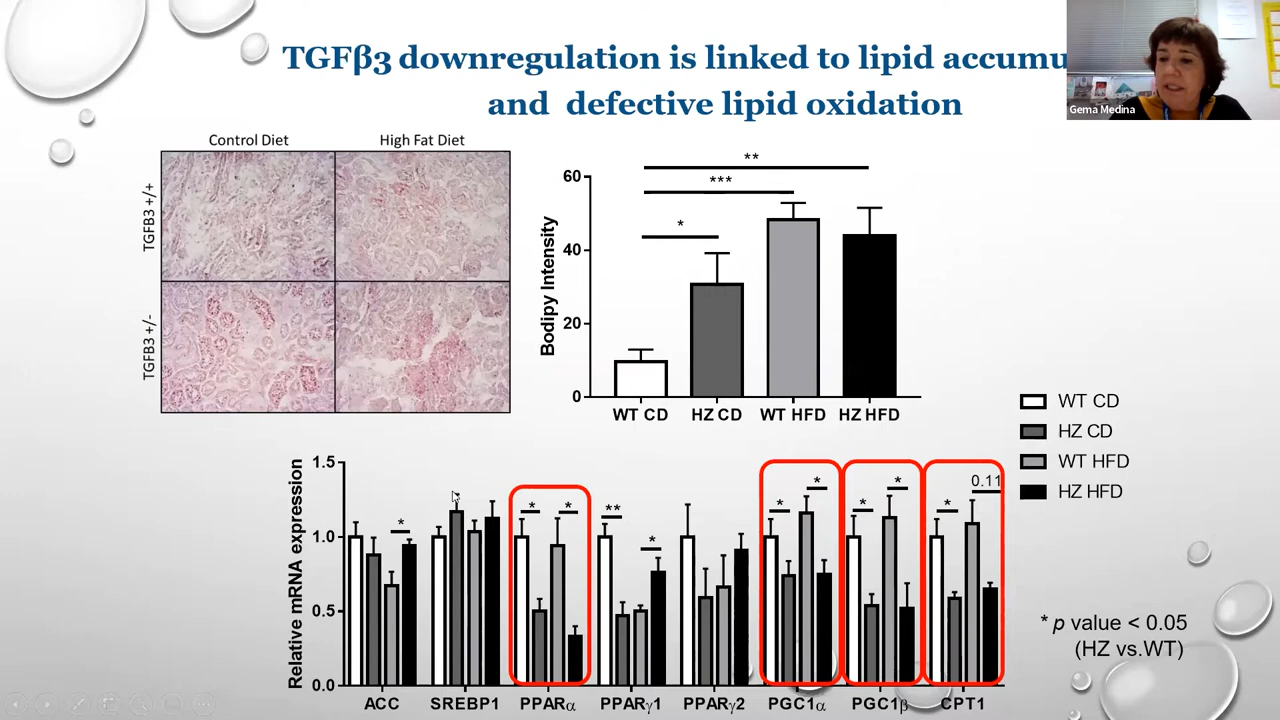 TGFβ3 downregulation is linked to lipid accumu
and defective lipid oxidation
Gema Medina
Control Diet
High Fat Diet
TGFB3 +/+
TGFB3 +/-
Bodipy Intensity
60
40
20
0
*
***
**
WT CD
HZ CD
WT HFD
HZ HFD
WT CD
HZ CD
WT HFD
HZ HFD
Relative mRNA expression
1.5
1.0
0.5
0.0
*
*
*
**
*
*
*
*
*
*
0.11
ACC
SREBP1
PPARα
PPARγ1
PPARγ2
PGC1α
PGC1β
CPT1
* p value < 0.05
(HZ vs.WT)